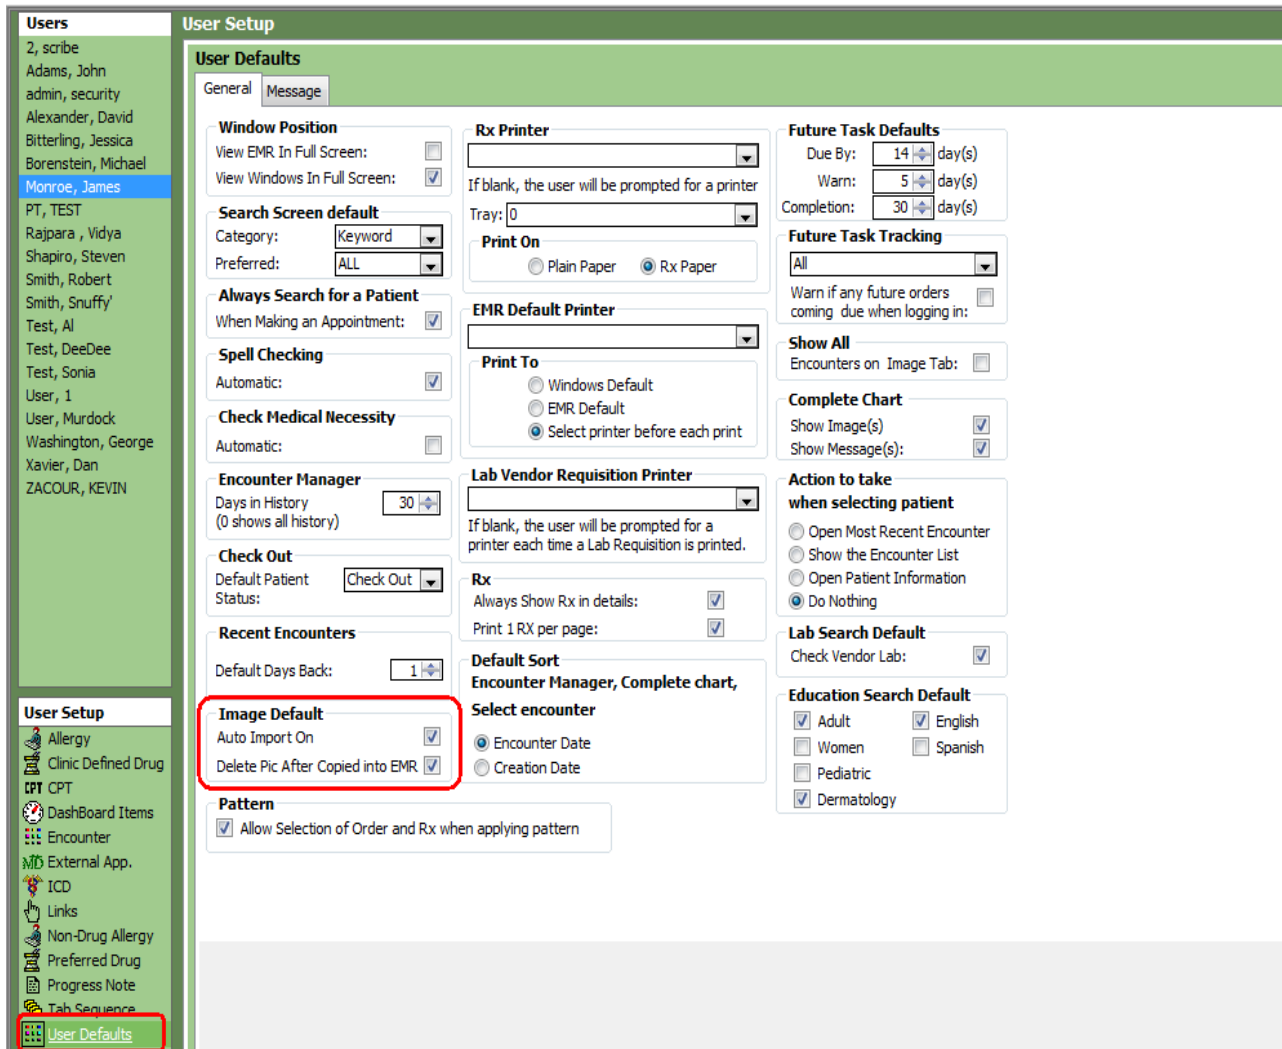 Users
2, scribe
Adams, John
admin, security
Alexander, David
Bitterling, Jessica
Borenstein, Michael
Monroe, James
PT, TEST
Rajpara , Vidya
Shapiro, Steven
Smith, Robert
Smith, Snuffy'
Test, Al
Test, DeeDee
Test, Sonia
User, 1
User, Murdock
Washington, George
Xavier, Dan
ZACOUR, KEVIN
User Setup
Allergy
Clinic Defined Drug
CPT CPT
DashBoard Items
Encounter
MD External App.
ICD
Links
Non-Drug Allergy
Preferred Drug
Progress Note
Tab Sequence
User Defaults
User Setup
User Defaults
General Message
Window Position
View EMR In Full Screen:
View Windows In Full Screen:
Search Screen default
Category: Keyword
Preferred: ALL
Always Search for a Patient
When Making an Appointment:
Spell Checking
Automatic:
Check Medical Necessity
Automatic:
Encounter Manager
Days in History 30
(0 shows all history)
Check Out
Default Patient Check Out
Status:
Recent Encounters
Default Days Back: 1
Image Default
Auto Import On
Delete Pic After Copied into EMR
Pattern
Allow Selection of Order and Rx when applying pattern
Rx Printer
If blank, the user will be prompted for a printer
Tray: 0
Print On
Plain Paper Rx Paper
EMR Default Printer
Print To
Windows Default
EMR Default
Select printer before each print
Lab Vendor Requisition Printer
If blank, the user will be prompted for a
printer each time a Lab Requisition is printed.
Rx
Always Show Rx in details:
Print 1 RX per page:
Default Sort
Encounter Manager, Complete chart,
Select encounter
Encounter Date
Creation Date
Future Task Defaults
Due By: 14 day(s)
Warn: 5 day(s)
Completion: 30 day(s)
Future Task Tracking
All
Warn if any future orders
coming due when logging in:
Show All
Encounters on Image Tab:
Complete Chart
Show Image(s)
Show Message(s):
Action to take
when selecting patient
Open Most Recent Encounter
Show the Encounter List
Open Patient Information
Do Nothing
Lab Search Default
Check Vendor Lab:
Education Search Default
Adult English
Women Spanish
Pediatric
Dermatology